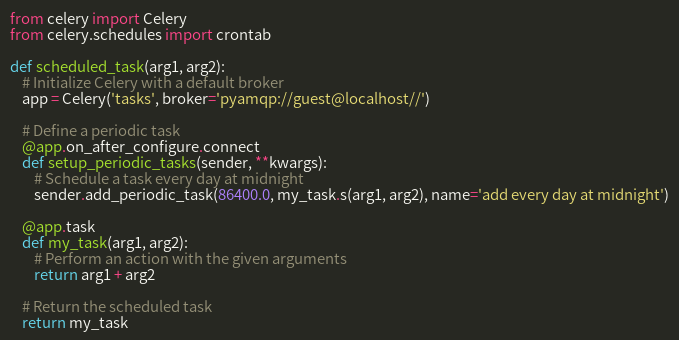 from celery import Celery
from celery.schedules import crontab

def scheduled_task(arg1, arg2):
    # Initialize Celery with a default broker
    app = Celery('tasks', broker='pyamqp://guest@localhost//')

    # Define a periodic task
    @app.on_after_configure.connect
    def setup_periodic_tasks(sender, **kwargs):
        # Schedule a task every day at midnight
        sender.add_periodic_task(86400.0, my_task.s(arg1, arg2), name='add every day at midnight')

    @app.task
    def my_task(arg1, arg2):
        # Perform an action with the given arguments
        return arg1 + arg2

    # Return the scheduled task
    return my_task